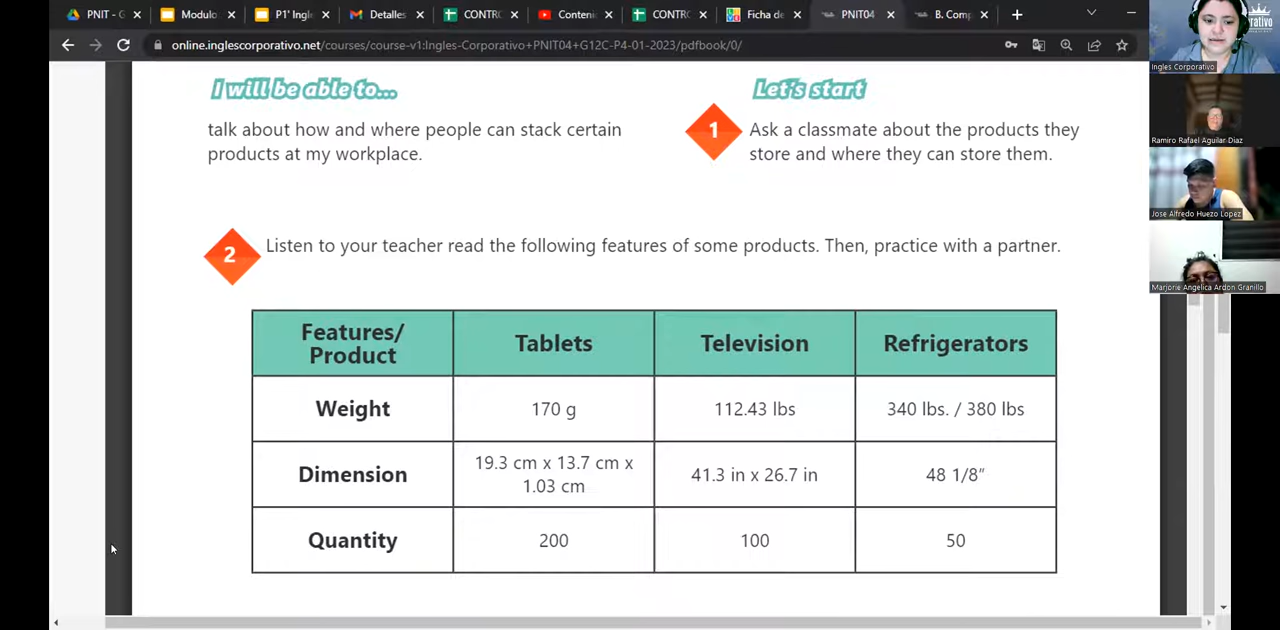 PNIT - G
Modulo
P1' Ingl
Detalles
CONTRO
Conteni
CONTRO
Ficha de
PNIT04
B. Comp
online.inglescorporativo.net/courses/course-v1:Ingles-Corporativo+PNIT04+G12C-P4-01-2023/pdfbook/0/
Ingles Corporativo
Ramiro Rafael Aguilar Diaz
Jose Alfredo Huezo Lopez
Marjorie Angelica Ardon Granillo
I will be able to...
talk about how and where people can stack certain
products at my workplace.
Let's start
1
Ask a classmate about the products they
store and where they can store them.
2
Listen to your teacher read the following features of some products. Then, practice with a partner.
Features/
Product
Tablets
Television
Refrigerators
Weight
170 g
112.43 lbs
340 lbs. / 380 lbs
Dimension
19.3 cm x 13.7 cm x
1.03 cm
41.3 in x 26.7 in
48 1/8″
Quantity
200
100
50